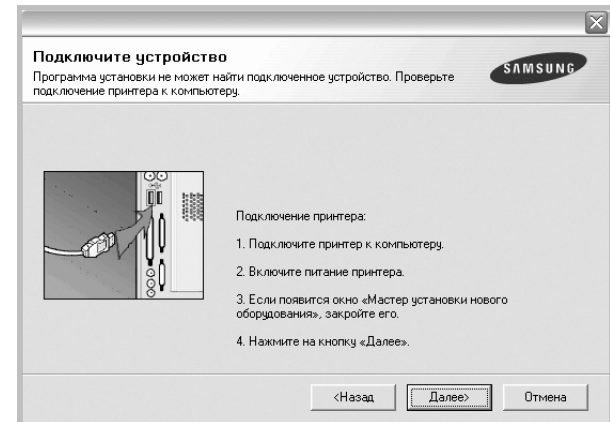 Подключите устройство
Программа установки не может найти подключенное устройство. Проверьте
подключение принтера к компьютеру.
SAMSUNG
Подключение принтера:
1. Подключите принтер к компьютеру.
2. Включите питание принтера.
3. Если появится окно «Мастер установки нового
оборудования», закройте его.
4. Нажмите на кнопку «Далее».
<Назад
Далее>
Отмена